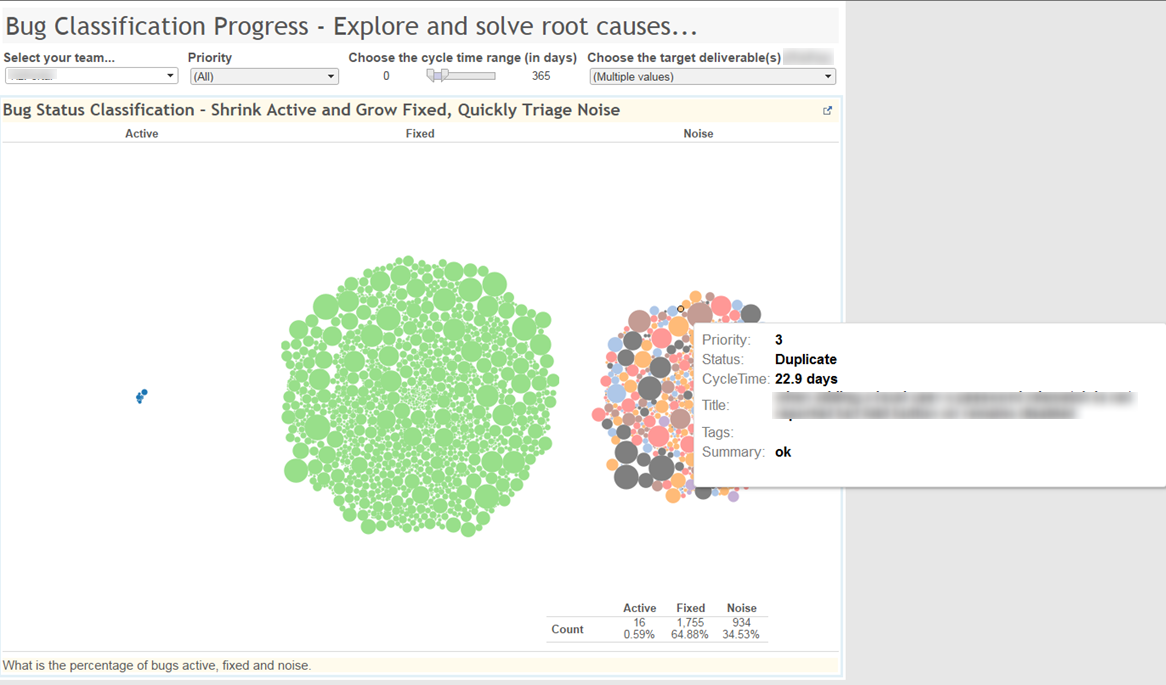 Bug Classification Progress - Explore and solve root causes...
Select your team... Priority Choose the cycle time range (in days) Choose the target deliverable(s)
(All) 0 365 (Multiple values)
Bug Status Classification - Shrink Active and Grow Fixed, Quickly Triage Noise
Active Fixed Noise
Priority: 3
Status: Duplicate
CycleTime: 22.9 days
Title:
Tags:
Summary: ok
Active Fixed Noise
Count 16 1,755 934
0.59% 64.88% 34.53%
What is the percentage of bugs active, fixed and noise.